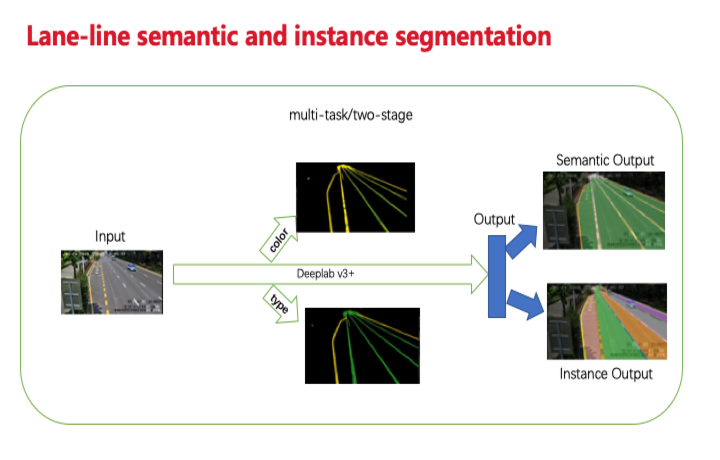 Lane-line semantic and instance segmentation
multi-task/two-stage
Semantic Output
Input
color
Output
Deeplab v3+
type
Instance Output